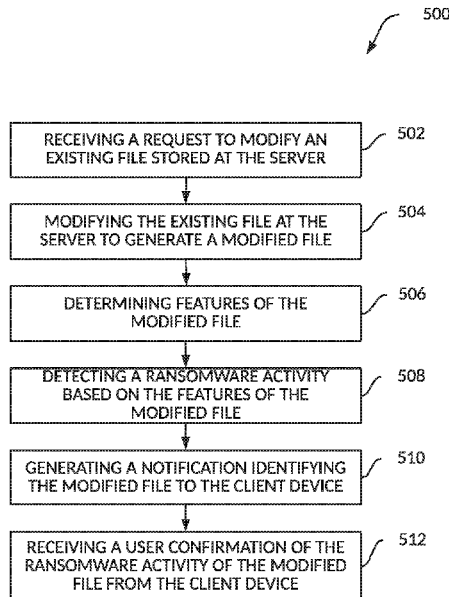 500
RECEIVING A REQUEST TO MODIFY AN
EXISTING FILE STORED AT THE SERVER
502
MODIFYING THE EXISTING FILE AT THE
SERVER TO GENERATE A MODIFIED FILE
504
DETERMINING FEATURES OF THE
MODIFIED FILE
506
DETECTING A RANSOMWARE ACTIVITY
BASED ON THE FEATURES OF THE
MODIFIED FILE
508
GENERATING A NOTIFICATION IDENTIFYING
THE MODIFIED FILE TO THE CLIENT DEVICE
510
RECEIVING A USER CONFIRMATION OF THE
RANSOMWARE ACTIVITY OF THE MODIFIED
FILE FROM THE CLIENT DEVICE
512